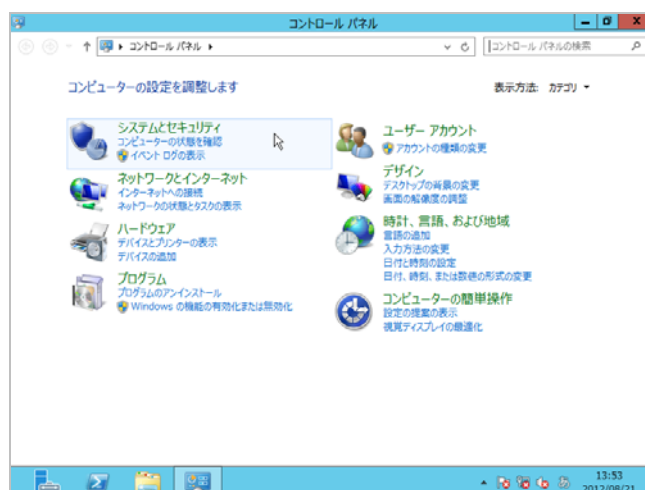 コントロール パネル
コントロール パネル
コントロール パネルの検索
コンピューターの設定を調整します
表示方法: カテゴリ
システムとセキュリティ
コンピューターの状態を確認
イベント ログの表示
ネットワークとインターネット
インターネットへの接続
ネットワークの状態とタスクの表示
ハードウェア
デバイスとプリンターの表示
デバイスの追加
プログラム
プログラムのアンインストール
Windows の機能の有効化または無効化
ユーザー アカウント
アカウントの種類の変更
デザイン
デスクトップの背景の変更
画面の解像度の調整
時計、言語、および地域
言語の追加
入力方法の変更
日付と時刻の設定
日付、時刻、または数値の形式の変更
コンピューターの簡単操作
設定の提案の表示
視覚ディスプレイの最適化
13:53
2012/08/21